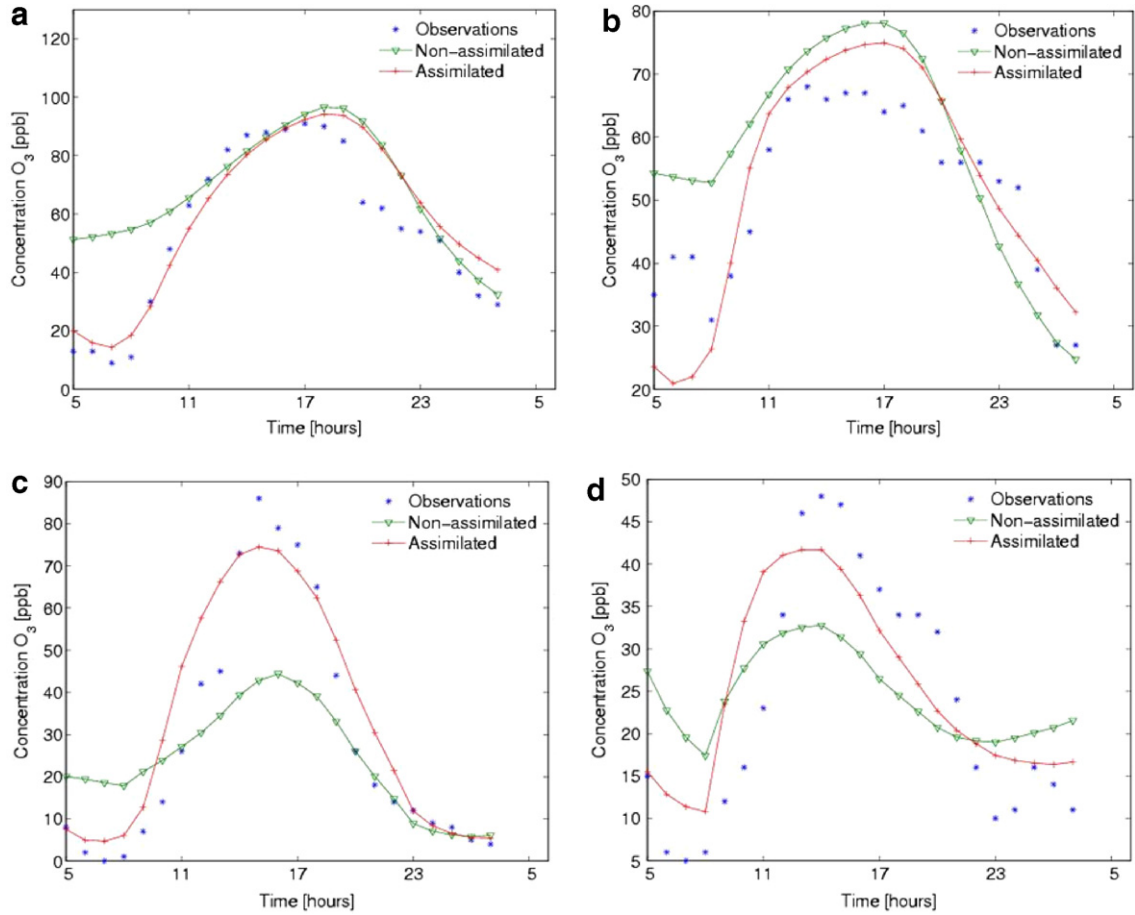 a
120
100
80
60
40
20
0
Concentration O3 [ppb]
Observations
Non-assimilated
Assimilated
5 11 17 23 5
Time [hours]
b
80
70
60
50
40
30
20
Concentration O3 [ppb]
Observations
Non-assimilated
Assimilated
5 11 17 23 5
Time [hours]
c
90
80
70
60
50
40
30
20
10
0
Concentration O3 [ppb]
Observations
Non-assimilated
Assimilated
5 11 17 23 5
Time [hours]
d
50
45
40
35
30
25
20
15
10
5
Concentration O3 [ppb]
Observations
Non-assimilated
Assimilated
5 11 17 23 5
Time [hours]